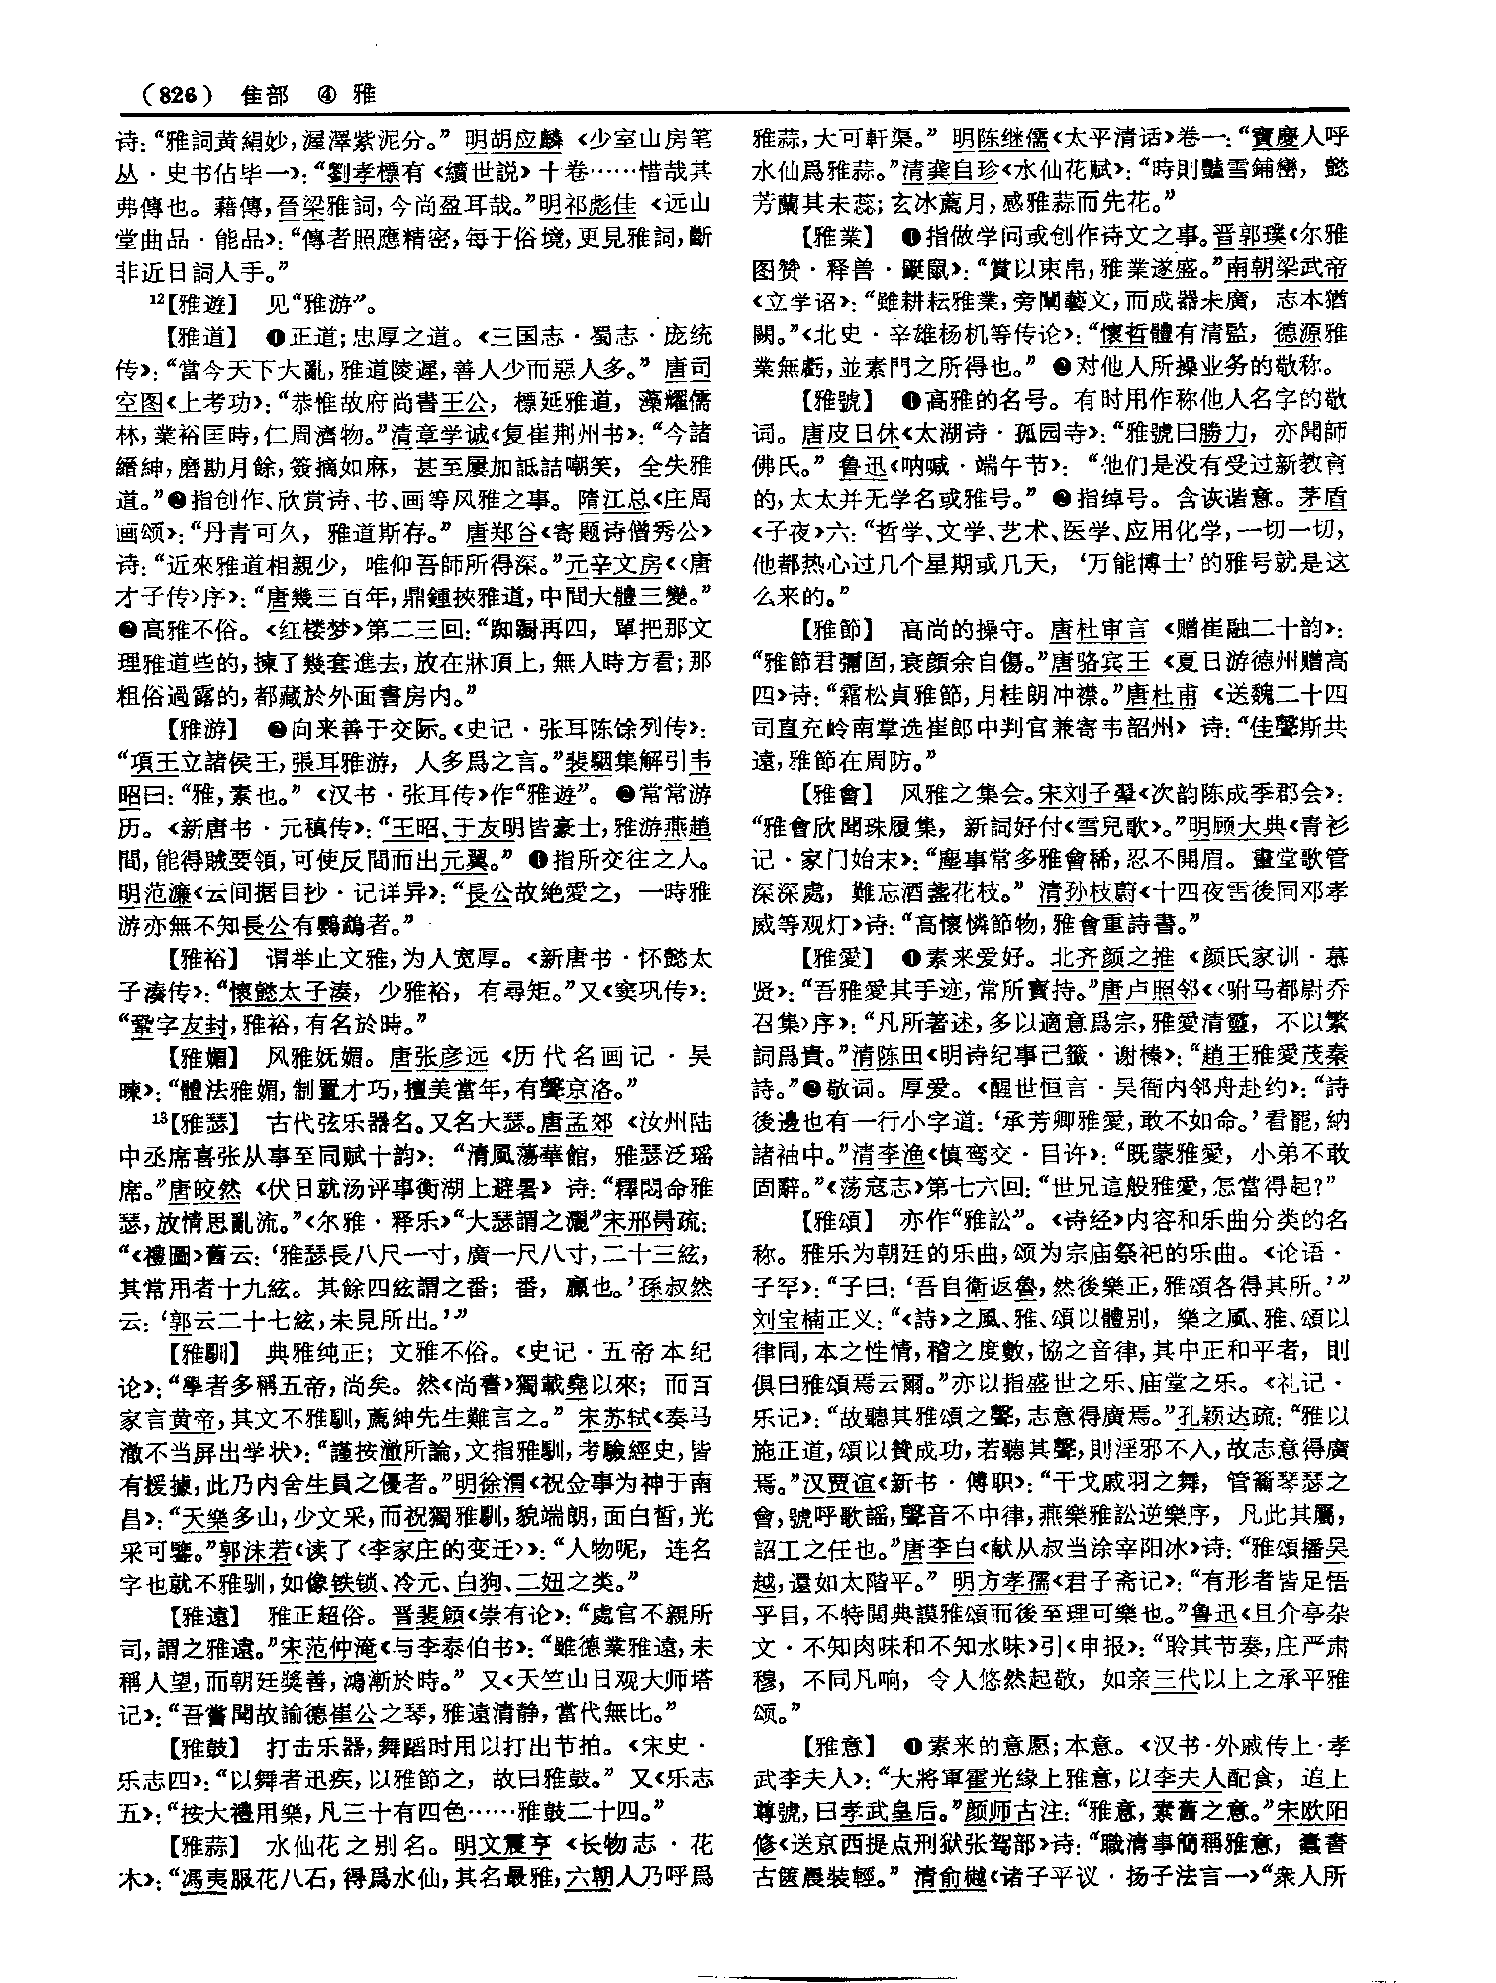 （826） 隹部 ④ 雅
诗：“雅詞黄絹妙，渥澤紫泥分。” 明胡应麟《少室山房笔
丛·史书佔毕一》：“劉孝標有《續世説》十卷……惜哉其
弗傳也。藉傳，晉梁雅詞，今尚盈耳哉。”明祁彪佳《远山
堂曲品·能品》：“傳者照應精密，每于俗境，更見雅詞，斷
非近日詞人手。”
12【雅遊】 见“雅游”。
【雅道】 ❶正道；忠厚之道。《三国志·蜀志·庞统
传》：“當今天下大亂，雅道陵遲，善人少而惡人多。” 唐司
空图《上考功》：“恭惟故府尚書王公，標延雅道，藻耀儒
林，業裕匡時，仁周濟物。”清章学诚《复崔荆州书》：“今諸
縉紳，磨勘月餘，簽摘如麻，甚至屢加詆詰嘲笑，全失雅
道。”❷指创作、欣赏诗、书、画等风雅之事。隋江总《庄周
画颂》：“丹青可久，雅道斯存。” 唐郑谷《寄题诗僧秀公》
诗：“近來雅道相親少，唯仰吾師所得深。”元辛文房《〈唐
才子传〉序》：“唐幾三百年，鼎鍾挾雅道，中間大體三變。”
❷高雅不俗。《红楼梦》第二三回：“踟躕再四，單把那文
理雅道些的，揀了幾套進去，放在牀頂上，無人時方看；那
粗俗過露的，都藏於外面書房内。”
【雅游】 ❷向来善于交际。《史记·张耳陈馀列传》：
“項王立諸侯王，張耳雅游，人多爲之言。”裴駰集解引韦
昭曰：“雅，素也。”《汉书·张耳传》作“雅遊”。❷常常游
历。《新唐书·元稹传》：“王昭、于友明皆豪士，雅游燕趙
間，能得賊要領，可使反間而出元翼。” ❶指所交往之人。
明范濂《云间据目抄·记详异》：“長公故絶愛之，一時雅
游亦無不知長公有鸚鵡者。”
【雅裕】 谓举止文雅，为人宽厚。《新唐书·怀懿太
子凑传》：“懷懿太子湊，少雅裕，有尋矩。”又《窦巩传》：
“鞏字友封，雅裕，有名於時。”
【雅媚】 风雅妩媚。唐张彦远《历代名画记·吴
暕》：“體法雅媚，制置才巧，擅美當年，有聲京洛。”
13【雅瑟】 古代弦乐器名。又名大瑟。唐孟郊《汝州陆
中丞席喜张从事至同赋十韵》：“清風蕩華館，雅瑟泛瑶
席。”唐皎然《伏日就汤评事衡湖上避暑》诗：“釋悶命雅
瑟，放情思亂流。”《尔雅·释乐》“大瑟謂之灑”宋邢昺疏：
“《禮圖》舊云：‘雅瑟長八尺一寸，廣一尺八寸，二十三絃，
其常用者十九絃。其餘四絃謂之番；番，贏也。’孫叔然
云：‘郭云二十七絃，未見所出。’”
【雅馴】 典雅纯正；文雅不俗。《史记·五帝本纪
论》：“學者多稱五帝，尚矣。然《尚書》獨載堯以來；而百
家言黄帝，其文不雅馴，薦紳先生難言之。” 宋苏轼《奏马
澈不当屏出学状》：“謹按澈所論，文指雅馴，考驗經史，皆
有援據，此乃内舍生員之優者。”明徐渭《祝佥事为神于南
昌》：“天樂多山，少文采，而祝獨雅馴，貌端朗，面白皙，光
采可鑒。”郭沫若《读了〈李家庄的变迁〉》：“人物呢，连名
字也就不雅驯，如像铁锁、冷元、白狗、二妞之类。”
【雅遠】 雅正超俗。晋裴頠《崇有论》：“處官不親所
司，謂之雅遠。”宋范仲淹《与李泰伯书》：“雖德業雅遠，未
稱人望，而朝廷獎善，鴻漸於時。” 又《天竺山日观大师塔
记》：“吾嘗聞故諭德崔公之琴，雅遠清静，當代無比。”
【雅鼓】 打击乐器，舞蹈时用以打出节拍。《宋史·
乐志四》：“以舞者迅疾，以雅節之，故曰雅鼓。” 又《乐志
五》：“按大禮用樂，凡三十有四色……雅鼓二十四。”
【雅蒜】 水仙花之别名。明文震亨《长物志·花
木》：“馮夷服花八石，得爲水仙，其名最雅，六朝人乃呼爲
雅蒜，大可軒渠。” 明陈继儒《太平清话》卷一：“寶慶人呼
水仙爲雅蒜。”清龚自珍《水仙花赋》：“時則豔雪鋪巒，懿
芳蘭其未蕊；玄冰薦月，感雅蒜而先花。”
【雅業】 ❶指做学问或创作诗文之事。晋郭璞《尔雅
图赞·释兽·鼮鼠》：“賞以束帛，雅業遂盛。”南朝梁武帝
《立学诏》：“雖耕耘雅業，旁闡藝文，而成器未廣，志本猶
闕。”《北史·辛雄杨机等传论》：“懷哲體有清監，德源雅
業無虧，並素門之所得也。” ❷对他人所操业务的敬称。
【雅號】 ❶高雅的名号。有时用作称他人名字的敬
词。唐皮日休《太湖诗·孤园寺》：“雅號曰勝力，亦聞師
佛氏。” 鲁迅《呐喊·端午节》：“他们是没有受过新教育
的，太太并无学名或雅号。” ❷指绰号。含诙谐意。茅盾
《子夜》六：“哲学、文学、艺术、医学、应用化学，一切一切，
他都热心过几个星期或几天，‘万能博士’的雅号就是这
么来的。”
【雅節】 高尚的操守。唐杜审言《赠崔融二十韵》：
“雅節君彌固，衰顔余自傷。”唐骆宾王《夏日游德州赠高
四》诗：“霜松貞雅節，月桂朗冲襟。”唐杜甫《送魏二十四
司直充岭南掌选崔郎中判官兼寄韦韶州》诗：“佳聲斯共
遠，雅節在周防。”
【雅會】 风雅之集会。宋刘子翚《次韵陈成季郡会》：
“雅會欣聞珠履集，新詞好付《雪兒歌》。”明顾大典《青衫
记·家门始末》：“塵事常多雅會稀，忍不開眉。畫堂歌管
深深處，難忘酒盞花枝。” 清孙枝蔚《十四夜雪後同邓孝
威等观灯》诗：“高懷憐節物，雅會重詩書。”
【雅愛】 ❶素来爱好。北齐颜之推《颜氏家训·慕
贤》：“吾雅愛其手迹，常所寶持。”唐卢照邻《〈驸马都尉乔
召集〉序》：“凡所著述，多以適意爲宗，雅愛清靈，不以繁
詞爲貴。”清陈田《明诗纪事己籤·谢榛》：“趙王雅愛茂秦
詩。”❷敬词。厚爱。《醒世恒言·吴衙内邻舟赴约》：“詩
後邊也有一行小字道：‘承芳卿雅愛，敢不如命。’看罷，納
諸袖中。”清李渔《慎鸾交·目许》：“既蒙雅愛，小弟不敢
固辭。”《荡寇志》第七六回：“世兄這般雅愛，怎當得起？”
【雅頌】 亦作“雅訟”。《诗经》内容和乐曲分类的名
称。雅乐为朝廷的乐曲，颂为宗庙祭祀的乐曲。《论语·
子罕》：“子曰：‘吾自衛返魯，然後樂正，雅頌各得其所。’”
刘宝楠正义：“《詩》之風、雅、頌以體別，樂之風、雅、頌以
律同，本之性情，稽之度數，協之音律，其中正和平者，則
俱曰雅頌焉云爾。”亦以指盛世之乐、庙堂之乐。《礼记·
乐记》：“故聽其雅頌之聲，志意得廣焉。”孔颖达疏：“雅以
施正道，頌以贊成功，若聽其聲，則淫邪不入，故志意得廣
焉。”汉贾谊《新书·傅职》：“干戈戚羽之舞，管籥琴瑟之
會，號呼歌謡，聲音不中律，燕樂雅訟逆樂序，凡此其屬，
詔工之任也。”唐李白《献从叔当涂宰阳冰》诗：“雅頌播吴
越，還如太階平。” 明方孝孺《君子斋记》：“有形者皆足悟
乎目，不特閲典謨雅頌而後至理可樂也。”鲁迅《且介亭杂
文·不知肉味和不知水味》引《申报》：“聆其节奏，庄严肃
穆，不同凡响，令人悠然起敬，如亲三代以上之承平雅
颂。”
【雅意】 ❶素来的意愿；本意。《汉书·外戚传上·孝
武李夫人》：“大將軍霍光緣上雅意，以李夫人配食，追上
尊號，曰孝武皇后。”颜师古注：“雅意，素舊之意。”宋欧阳
修《送京西提点刑狱张驾部》诗：“職清事簡稱雅意，蠹書
古篋晨裝輕。” 清俞樾《诸子平议·扬子法言一》“衆人所